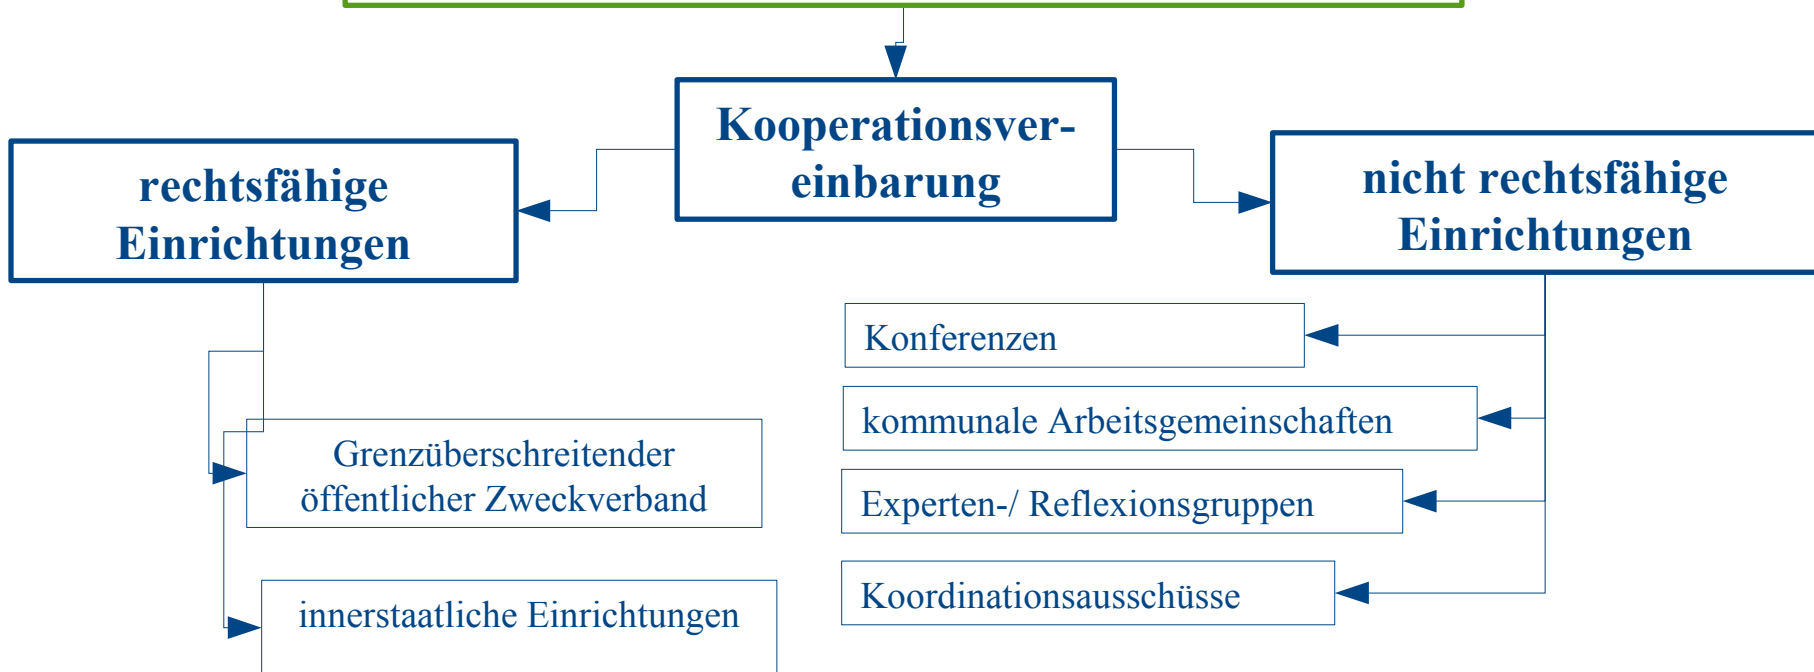 Kooperationsver-
einbarung
rechtsfähige
Einrichtungen
nicht rechtsfähige
Einrichtungen
Grenzüberschreitender
öffentlicher Zweckverband
innerstaatliche Einrichtungen
Konferenzen
kommunale Arbeitsgemeinschaften
Experten-/ Reflexionsgruppen
Koordinationsausschüsse